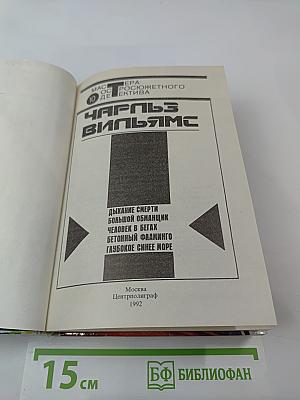 МАСТЕРА
ОСТРОСЮЖЕТНОГО
ДЕТЕКТИВА
ЧАРЛЬЗ
ВИЛЬЯМС
ДЫХАНИЕ СМЕРТИ
БОЛЬШОЙ ОБМАНЩИК
ЧЕЛОВЕК В БЕГАХ
БЕТОННЫЙ ФЛАМИНГО
ГЛУБОКОЕ СИНЕЕ МОРЕ
Москва
Центрполиграф
1992
15 см
БФ БИБЛИОФАН